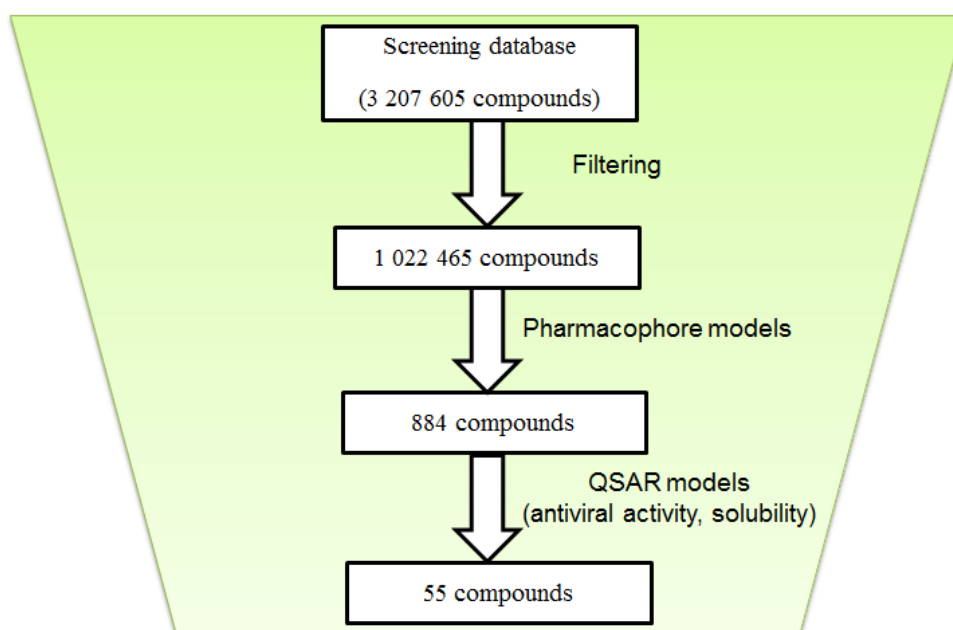 Screening database
(3 207 605 compounds)
Filtering
1 022 465 compounds
Pharmacophore models
884 compounds
QSAR models
(antiviral activity, solubility)
55 compounds